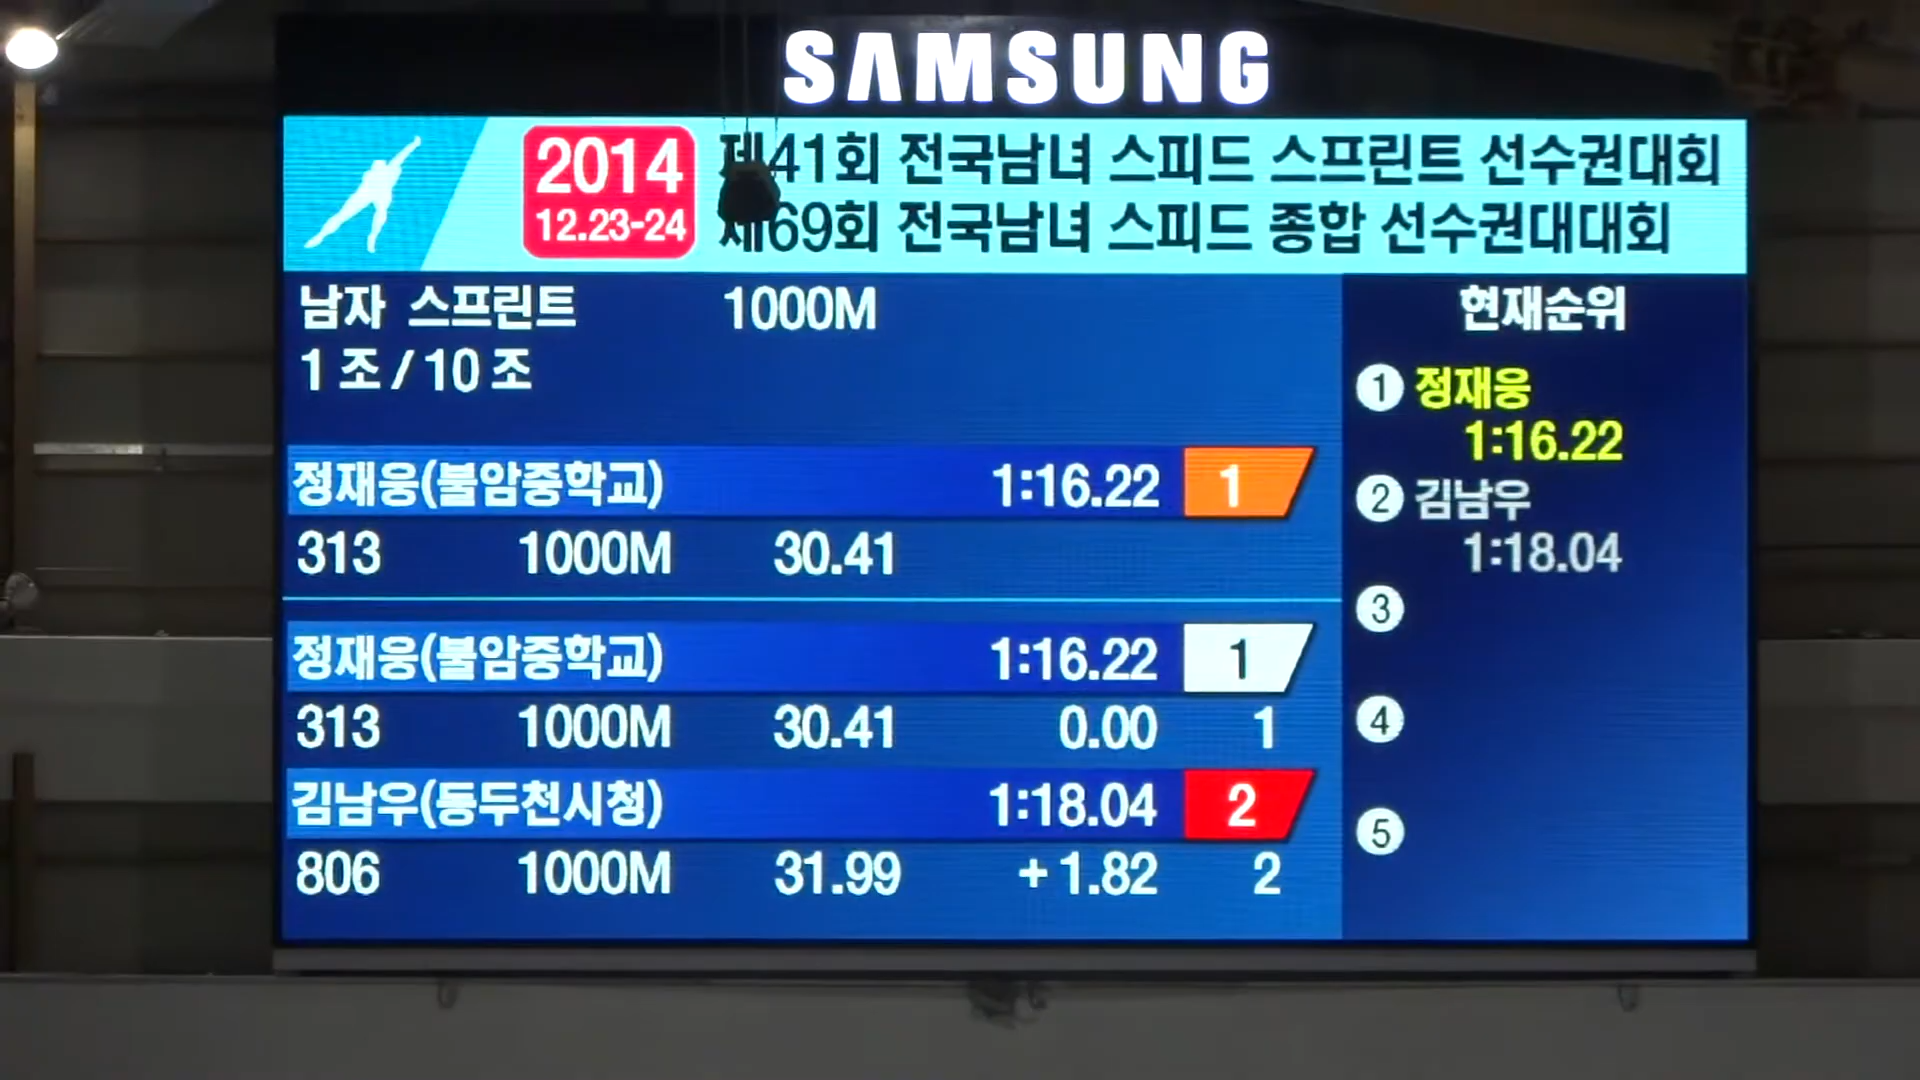 SAMSUNG
2014
12.23-24
제41회 전국남녀 스피드 스프린트 선수권대회
제69회 전국남녀 스피드 종합 선수권대대회
남자 스프린트 1000M
1 조 / 10 조
정재웅(불암중학교) 1:16.22 1
313 1000M 30.41
정재웅(불암중학교) 1:16.22 1
313 1000M 30.41 0.00 1
김남우(동두천시청) 1:18.04 2
806 1000M 31.99 +1.82 2
현재순위
1 정재웅
1:16.22
2 김남우
1:18.04
3
4
5